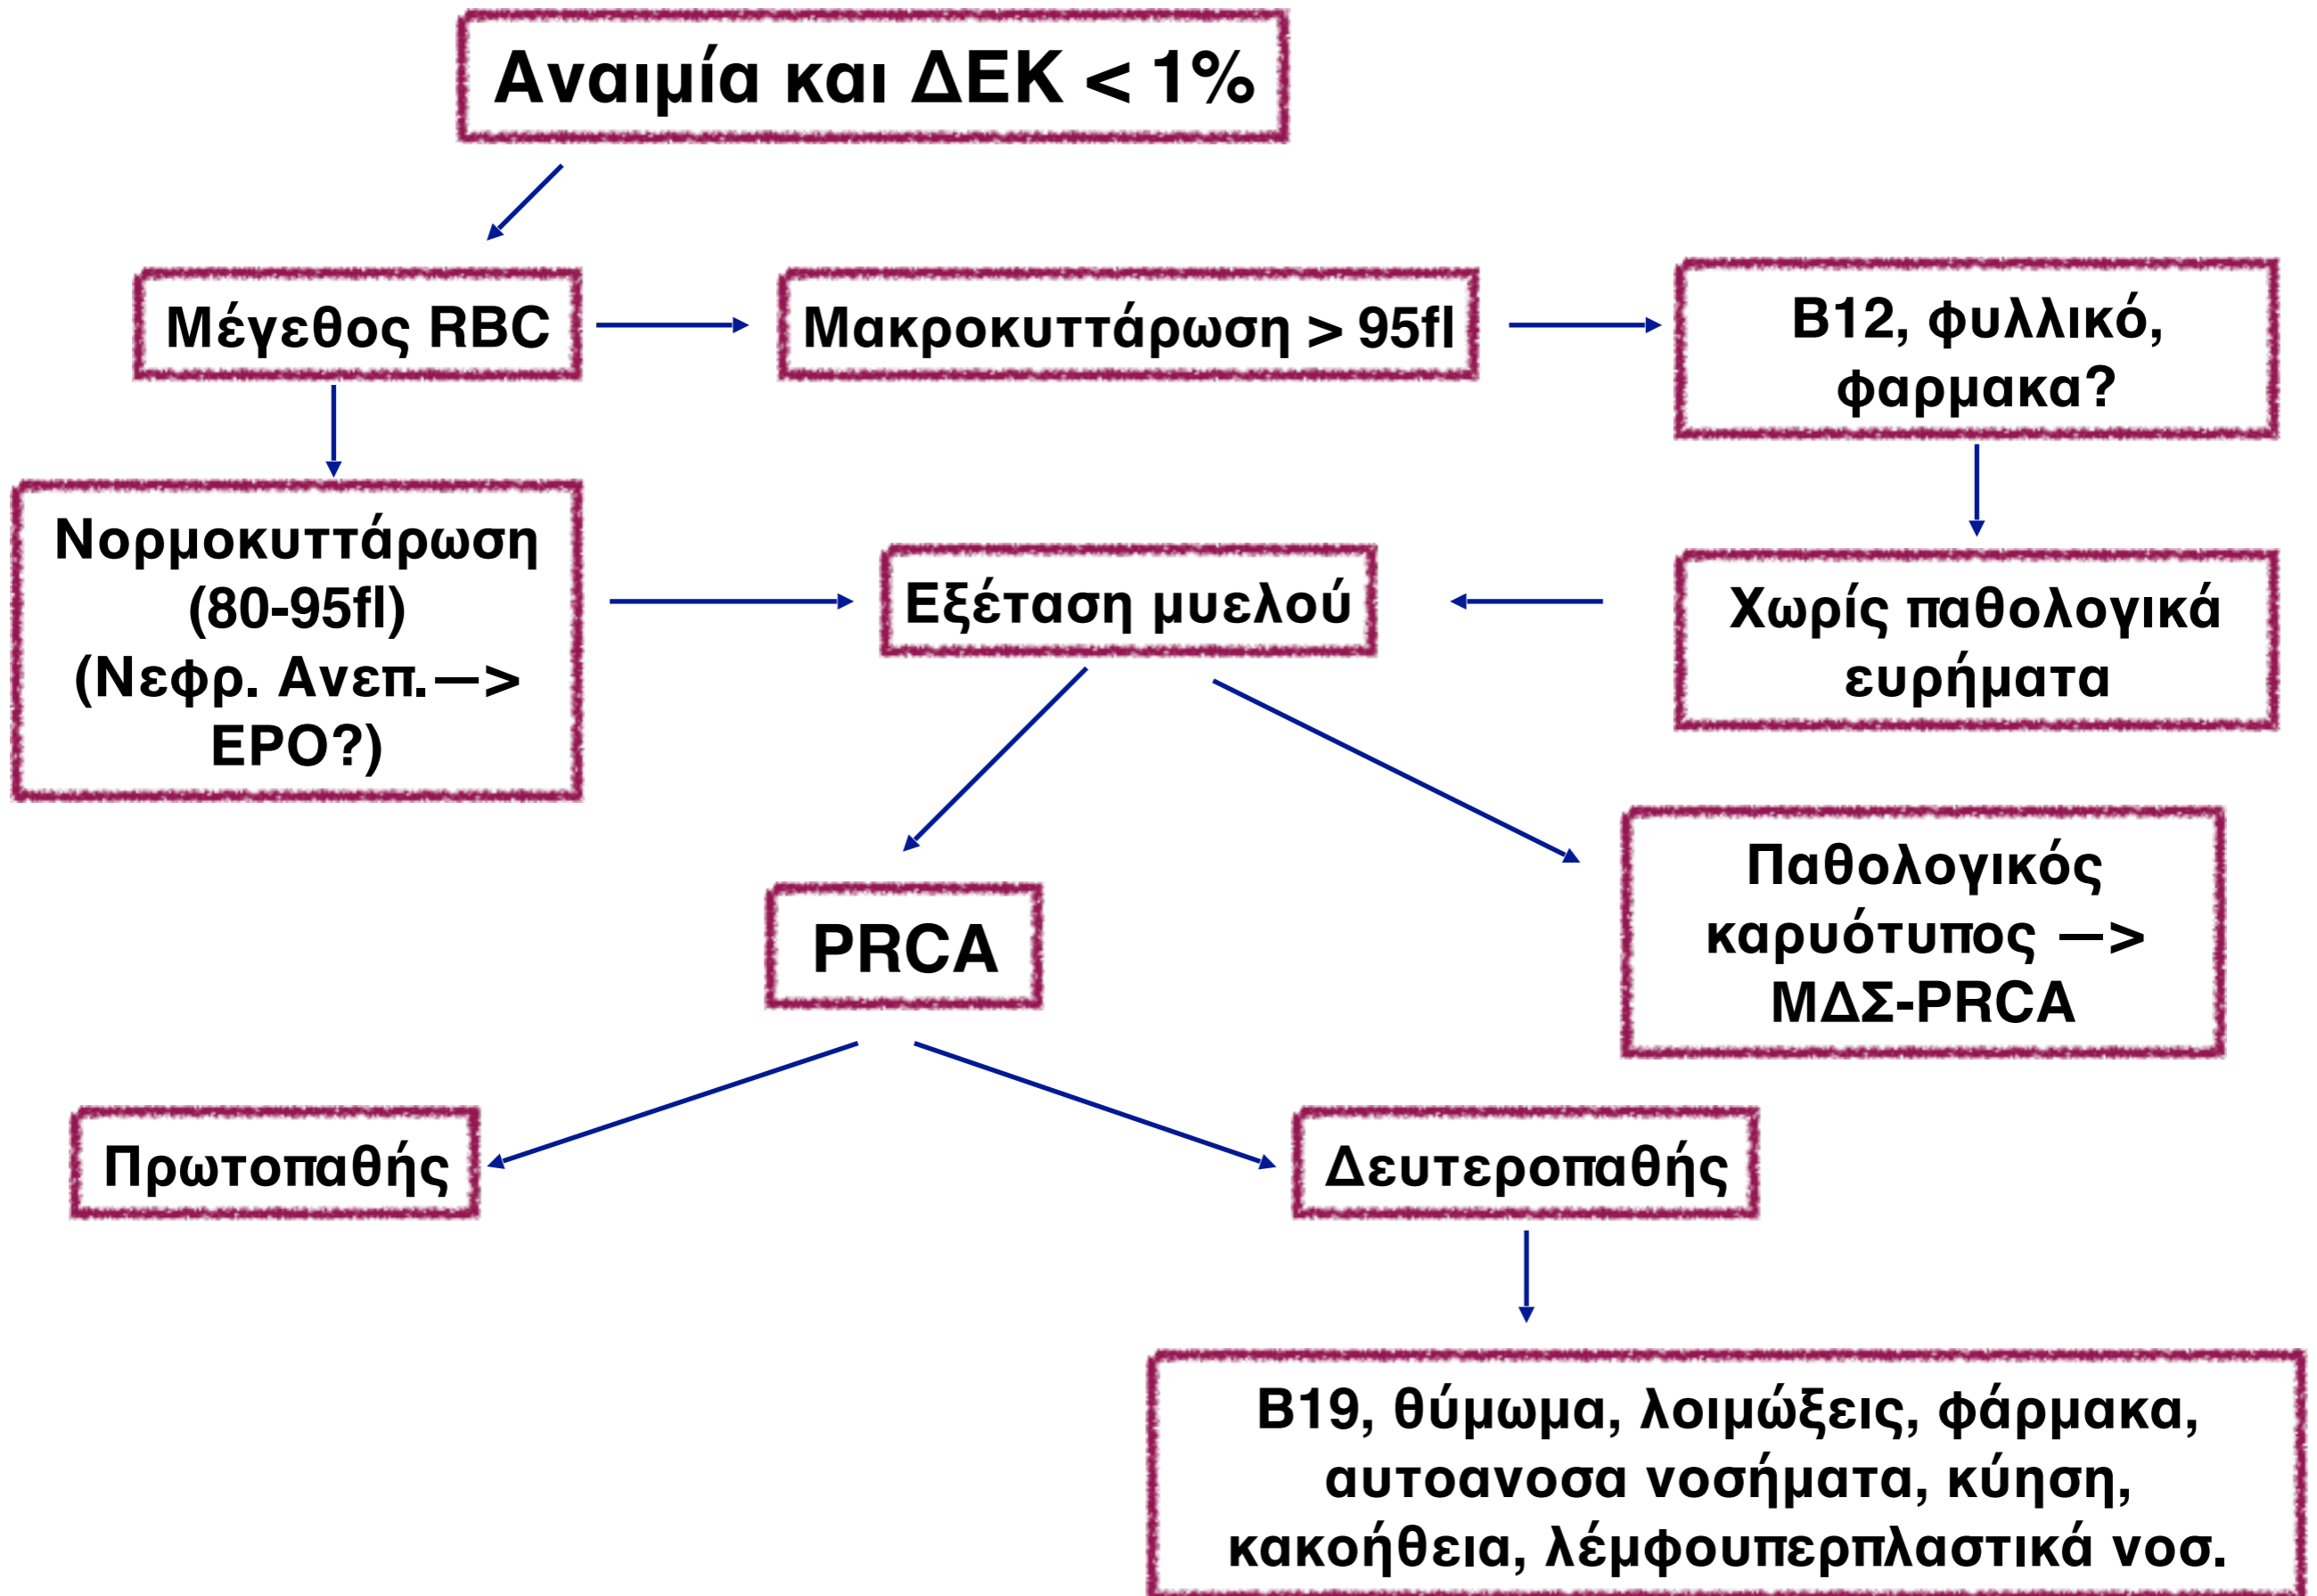 Αναιμία και ΔΕΚ < 1%
Μέγεθος RBC
Μακροκυττάρωση > 95fl
B12, φυλλικό,
φαρμακα?
Νορμοκυττάρωση
(80-95fl)
(Νεφρ. Ανεπ.—>
EPO?)
Εξέταση μυελού
Χωρίς παθολογικά
ευρήματα
PRCA
Παθολογικός
καρυότυπος —>
ΜΔΣ-PRCA
Πρωτοπαθής
Δευτεροπαθής
B19, θύμωμα, λοιμώξεις, φάρμακα,
αυτοανοσα νοσήματα, κύηση,
κακοήθεια, λέμφουπερπλαστικά νοσ.